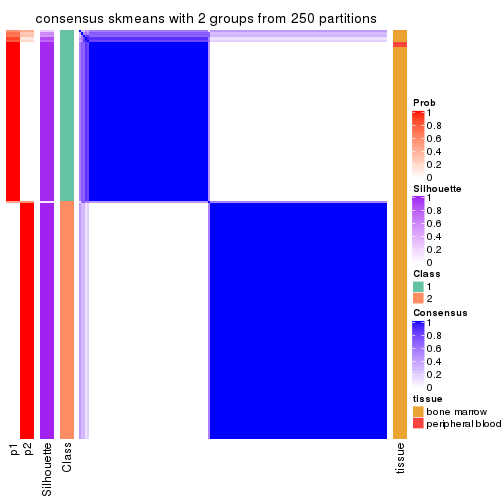 consensus skmeans with 2 groups from 250 partitions
p1
p2
Silhouette
Class
tissue
Prob
1
0.8
0.6
0.4
0.2
0
Silhouette
1
0.8
0.6
0.4
0.2
0
Class
1
2
Consensus
1
0.8
0.6
0.4
0.2
0
tissue
bone marrow
peripheral blood